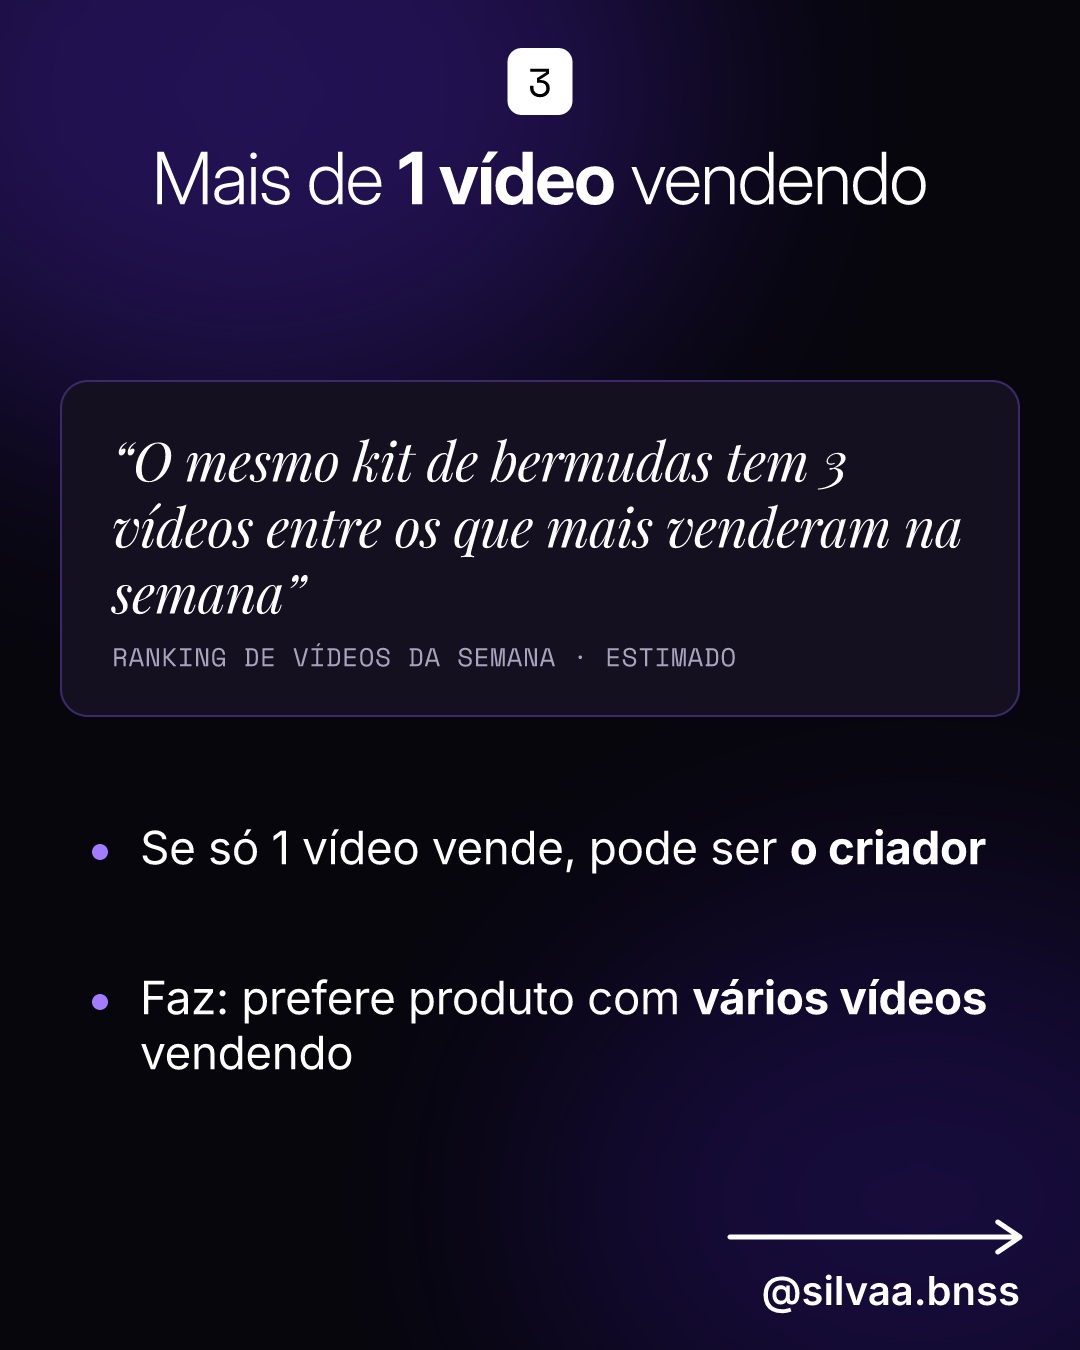 3
Mais de 1 vídeo vendendo
“O mesmo kit de bermudas tem 3
vídeos entre os que mais venderam na
semana”
RANKING DE VÍDEOS DA SEMANA · ESTIMADO
Se só 1 vídeo vende, pode ser o criador
Faz: prefere produto com vários vídeos
vendendo
@silvaa.bnss